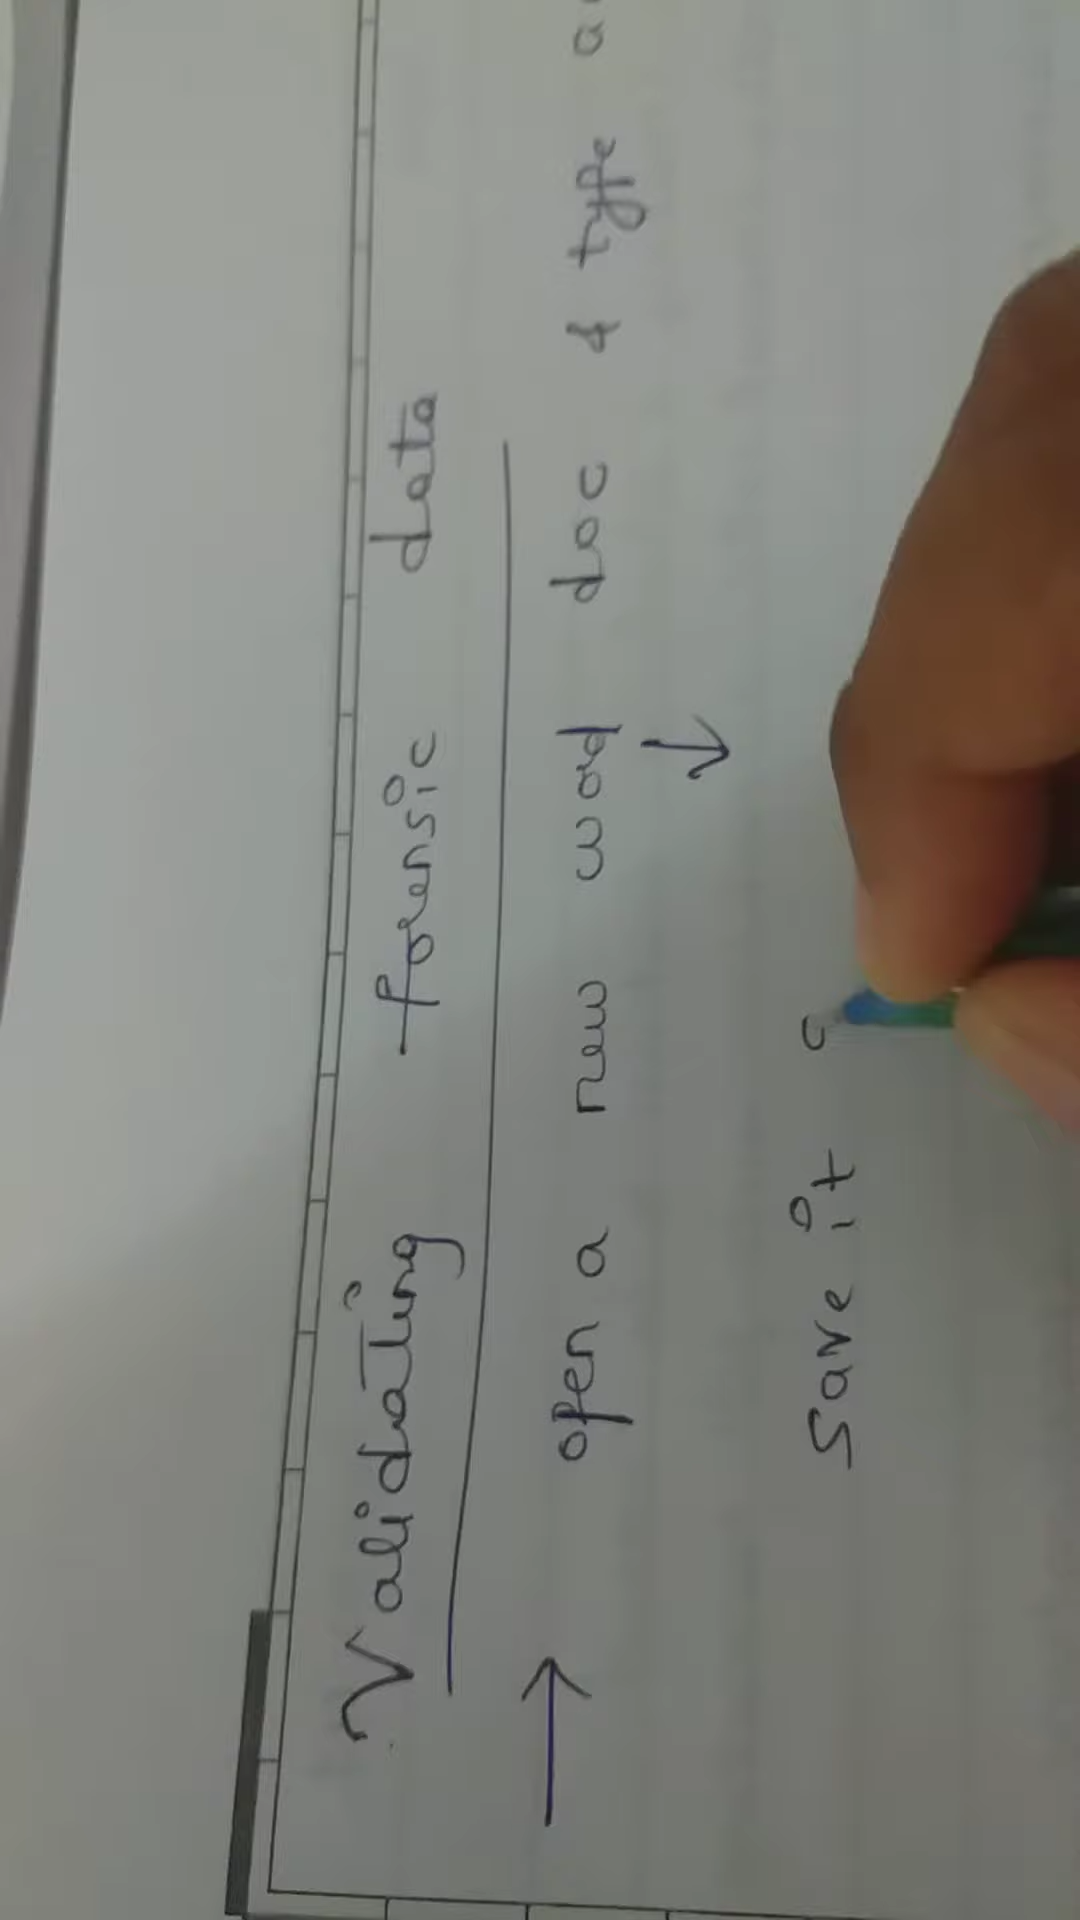 Validating forensic data
→ open a new word doc & type a
↓
save it